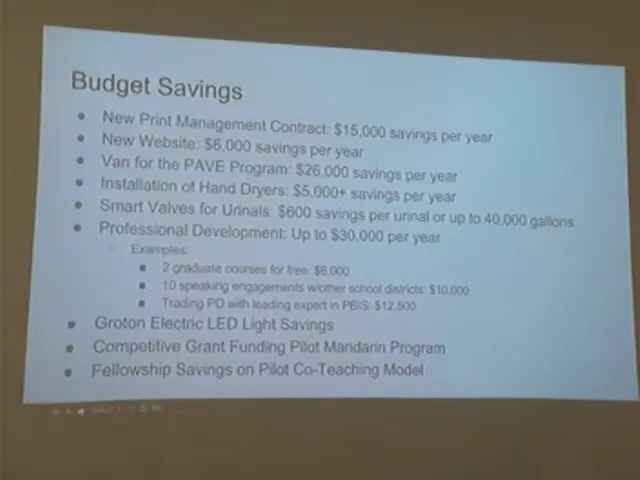 Budget Savings
• New Print Management Contract: $15,000 savings per year
• New Website: $6,000 savings per year
• Van for the PAVE Program: $26,000 savings per year
• Installation of Hand Dryers: $5,000+ savings per year
• Smart Valves for Urinals: $600 savings per urinal or up to 40,000 gallons
• Professional Development: Up to $30,000 per year
○ Examples:
■ 2 graduate courses for free: $6,000
■ 10 speaking engagements w/other school districts: $10,000
■ Trading PD with leading expert in PBIS: $12,500
• Groton Electric LED Light Savings
• Competitive Grant Funding Pilot Mandarin Program
• Fellowship Savings on Pilot Co-Teaching Model